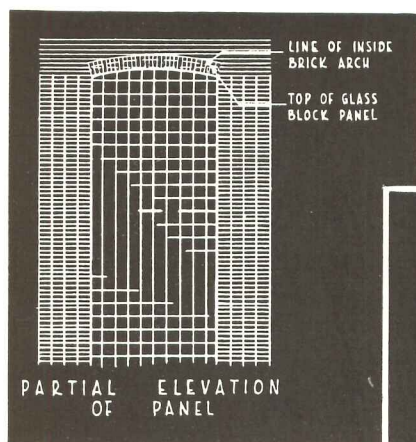 LINE OF INSIDE
BRICK ARCH
TOP OF GLASS
BLOCK PANEL
PARTIAL ELEVATION
OF PANEL